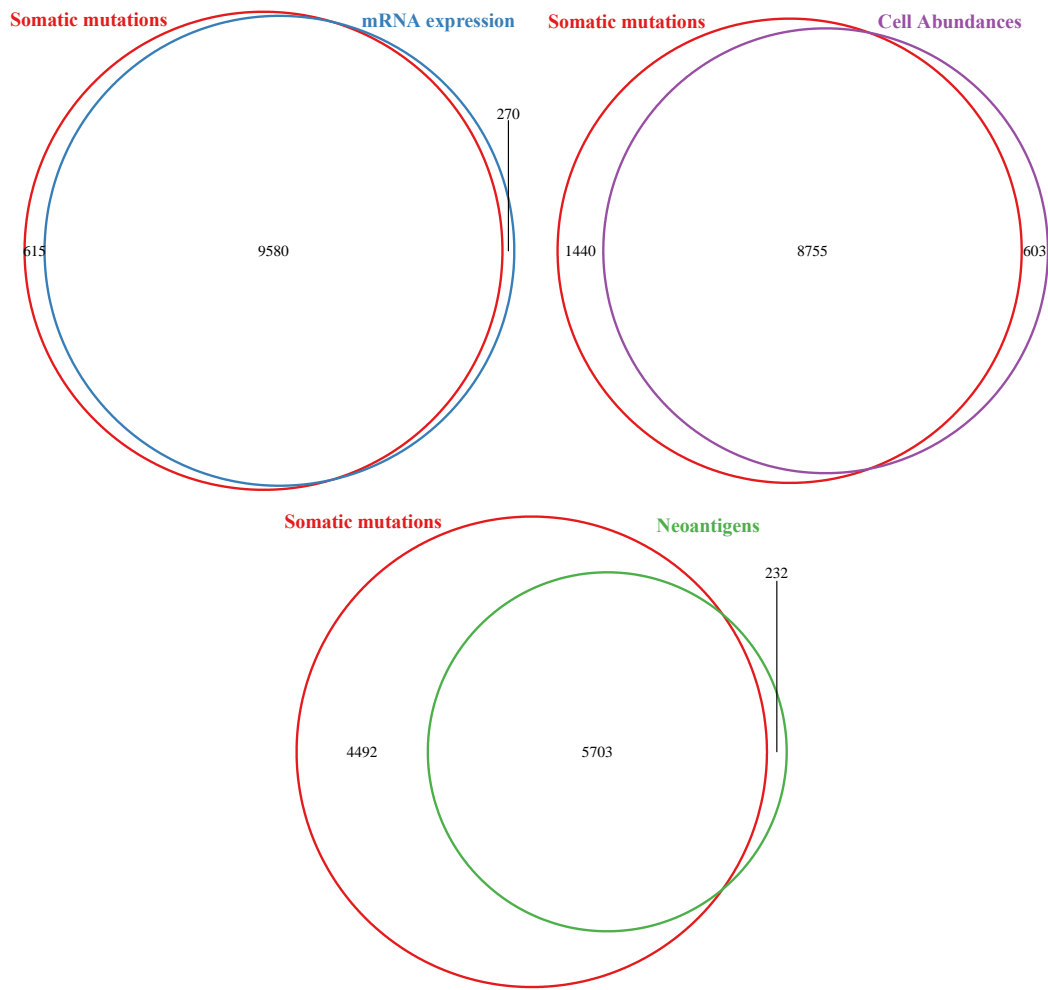 Somatic mutations
mRNA expression
270
615
9580
Somatic mutations
Cell Abundances
1440
8755
603
Somatic mutations
Neoantigens
232
4492
5703